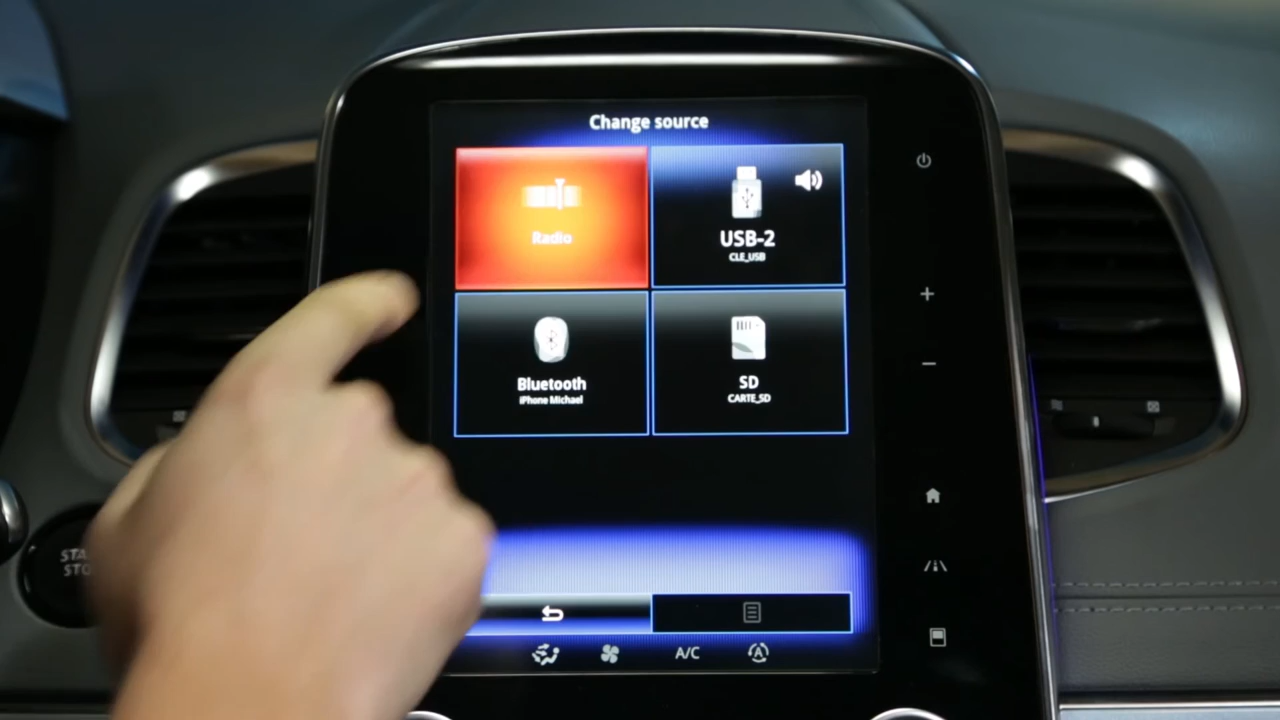 Change source
Radio
USB-2
CLE_USB
Bluetooth
iPhone Michael
SD
CARTE_SD
A/C
A